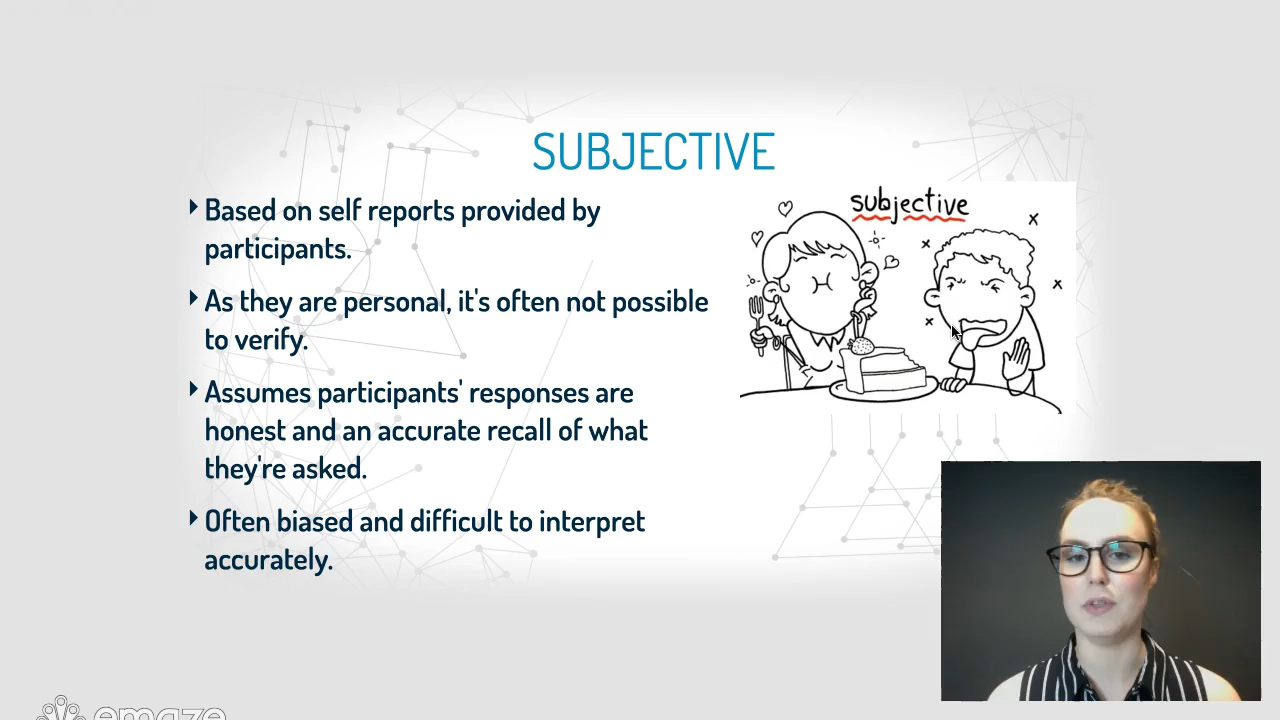 SUBJECTIVE
Based on self reports provided by
participants.
As they are personal, it's often not possible
to verify.
Assumes participants' responses are
honest and an accurate recall of what
they're asked.
Often biased and difficult to interpret
accurately.
subjective
emaze